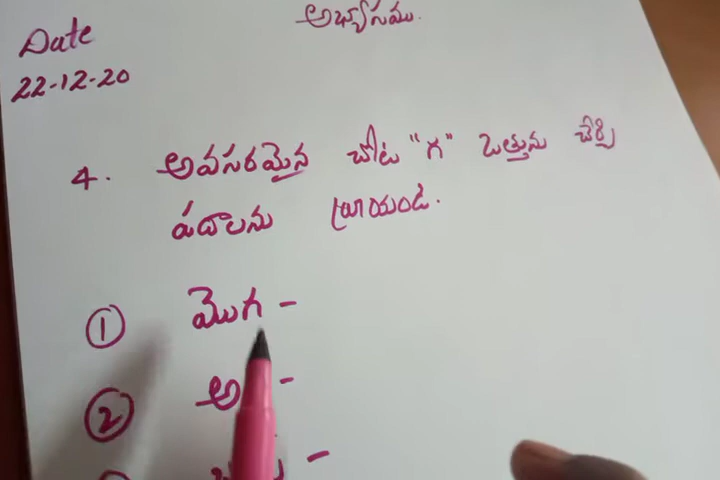 అభ్యాసము.
Date
22-12-20
4. అవసరమైన చోట "గ" ఒత్తును చేర్చి
పదాలను వ్రాయండి.
① మొగ -
② అ -
-